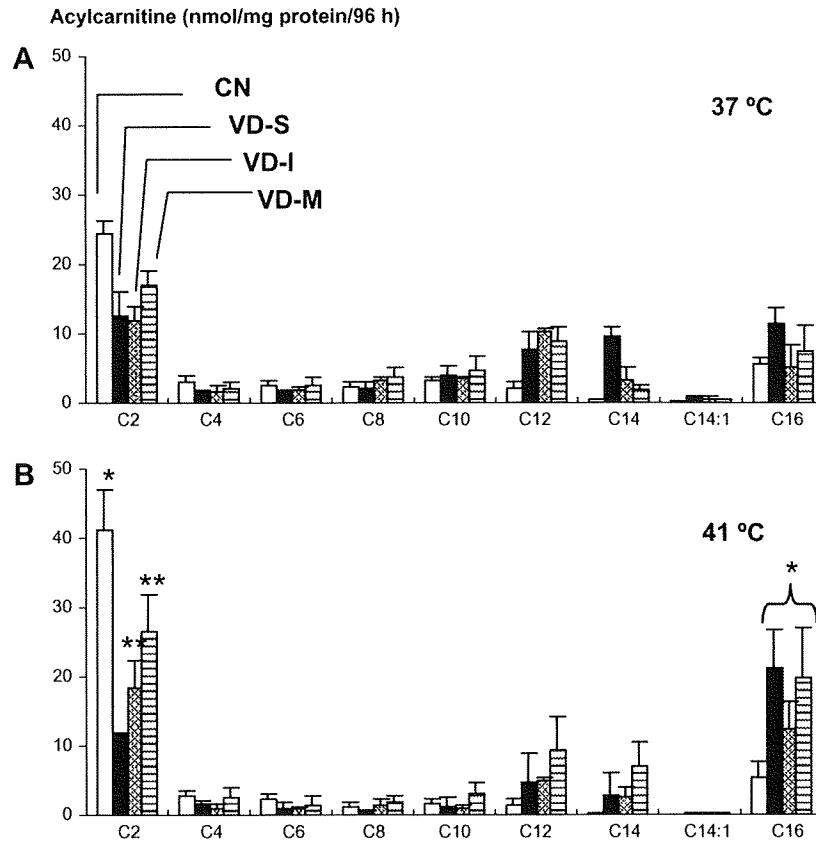 Acylcarnitine (nmol/mg protein/96 h)
A
50
40
30
20
10
0
CN
VD-S
VD-I
VD-M
37 ºC
C2 C4 C6 C8 C10 C12 C14 C14:1 C16
B
50
40
30
20
10
0
*
**
**
41 ºC
*
C2 C4 C6 C8 C10 C12 C14 C14:1 C16